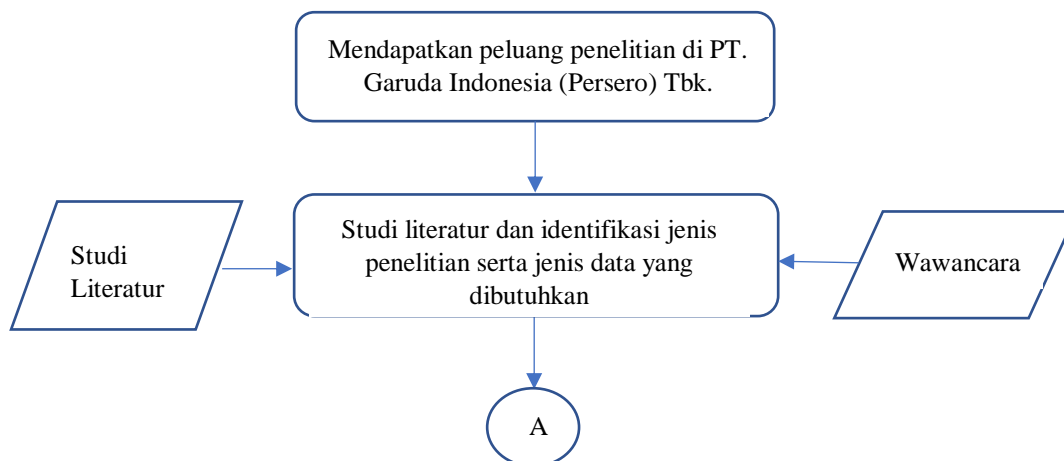 Mendapatkan peluang penelitian di PT.
Garuda Indonesia (Persero) Tbk.
Studi
Literatur
Studi literatur dan identifikasi jenis
penelitian serta jenis data yang
dibutuhkan
Wawancara
A